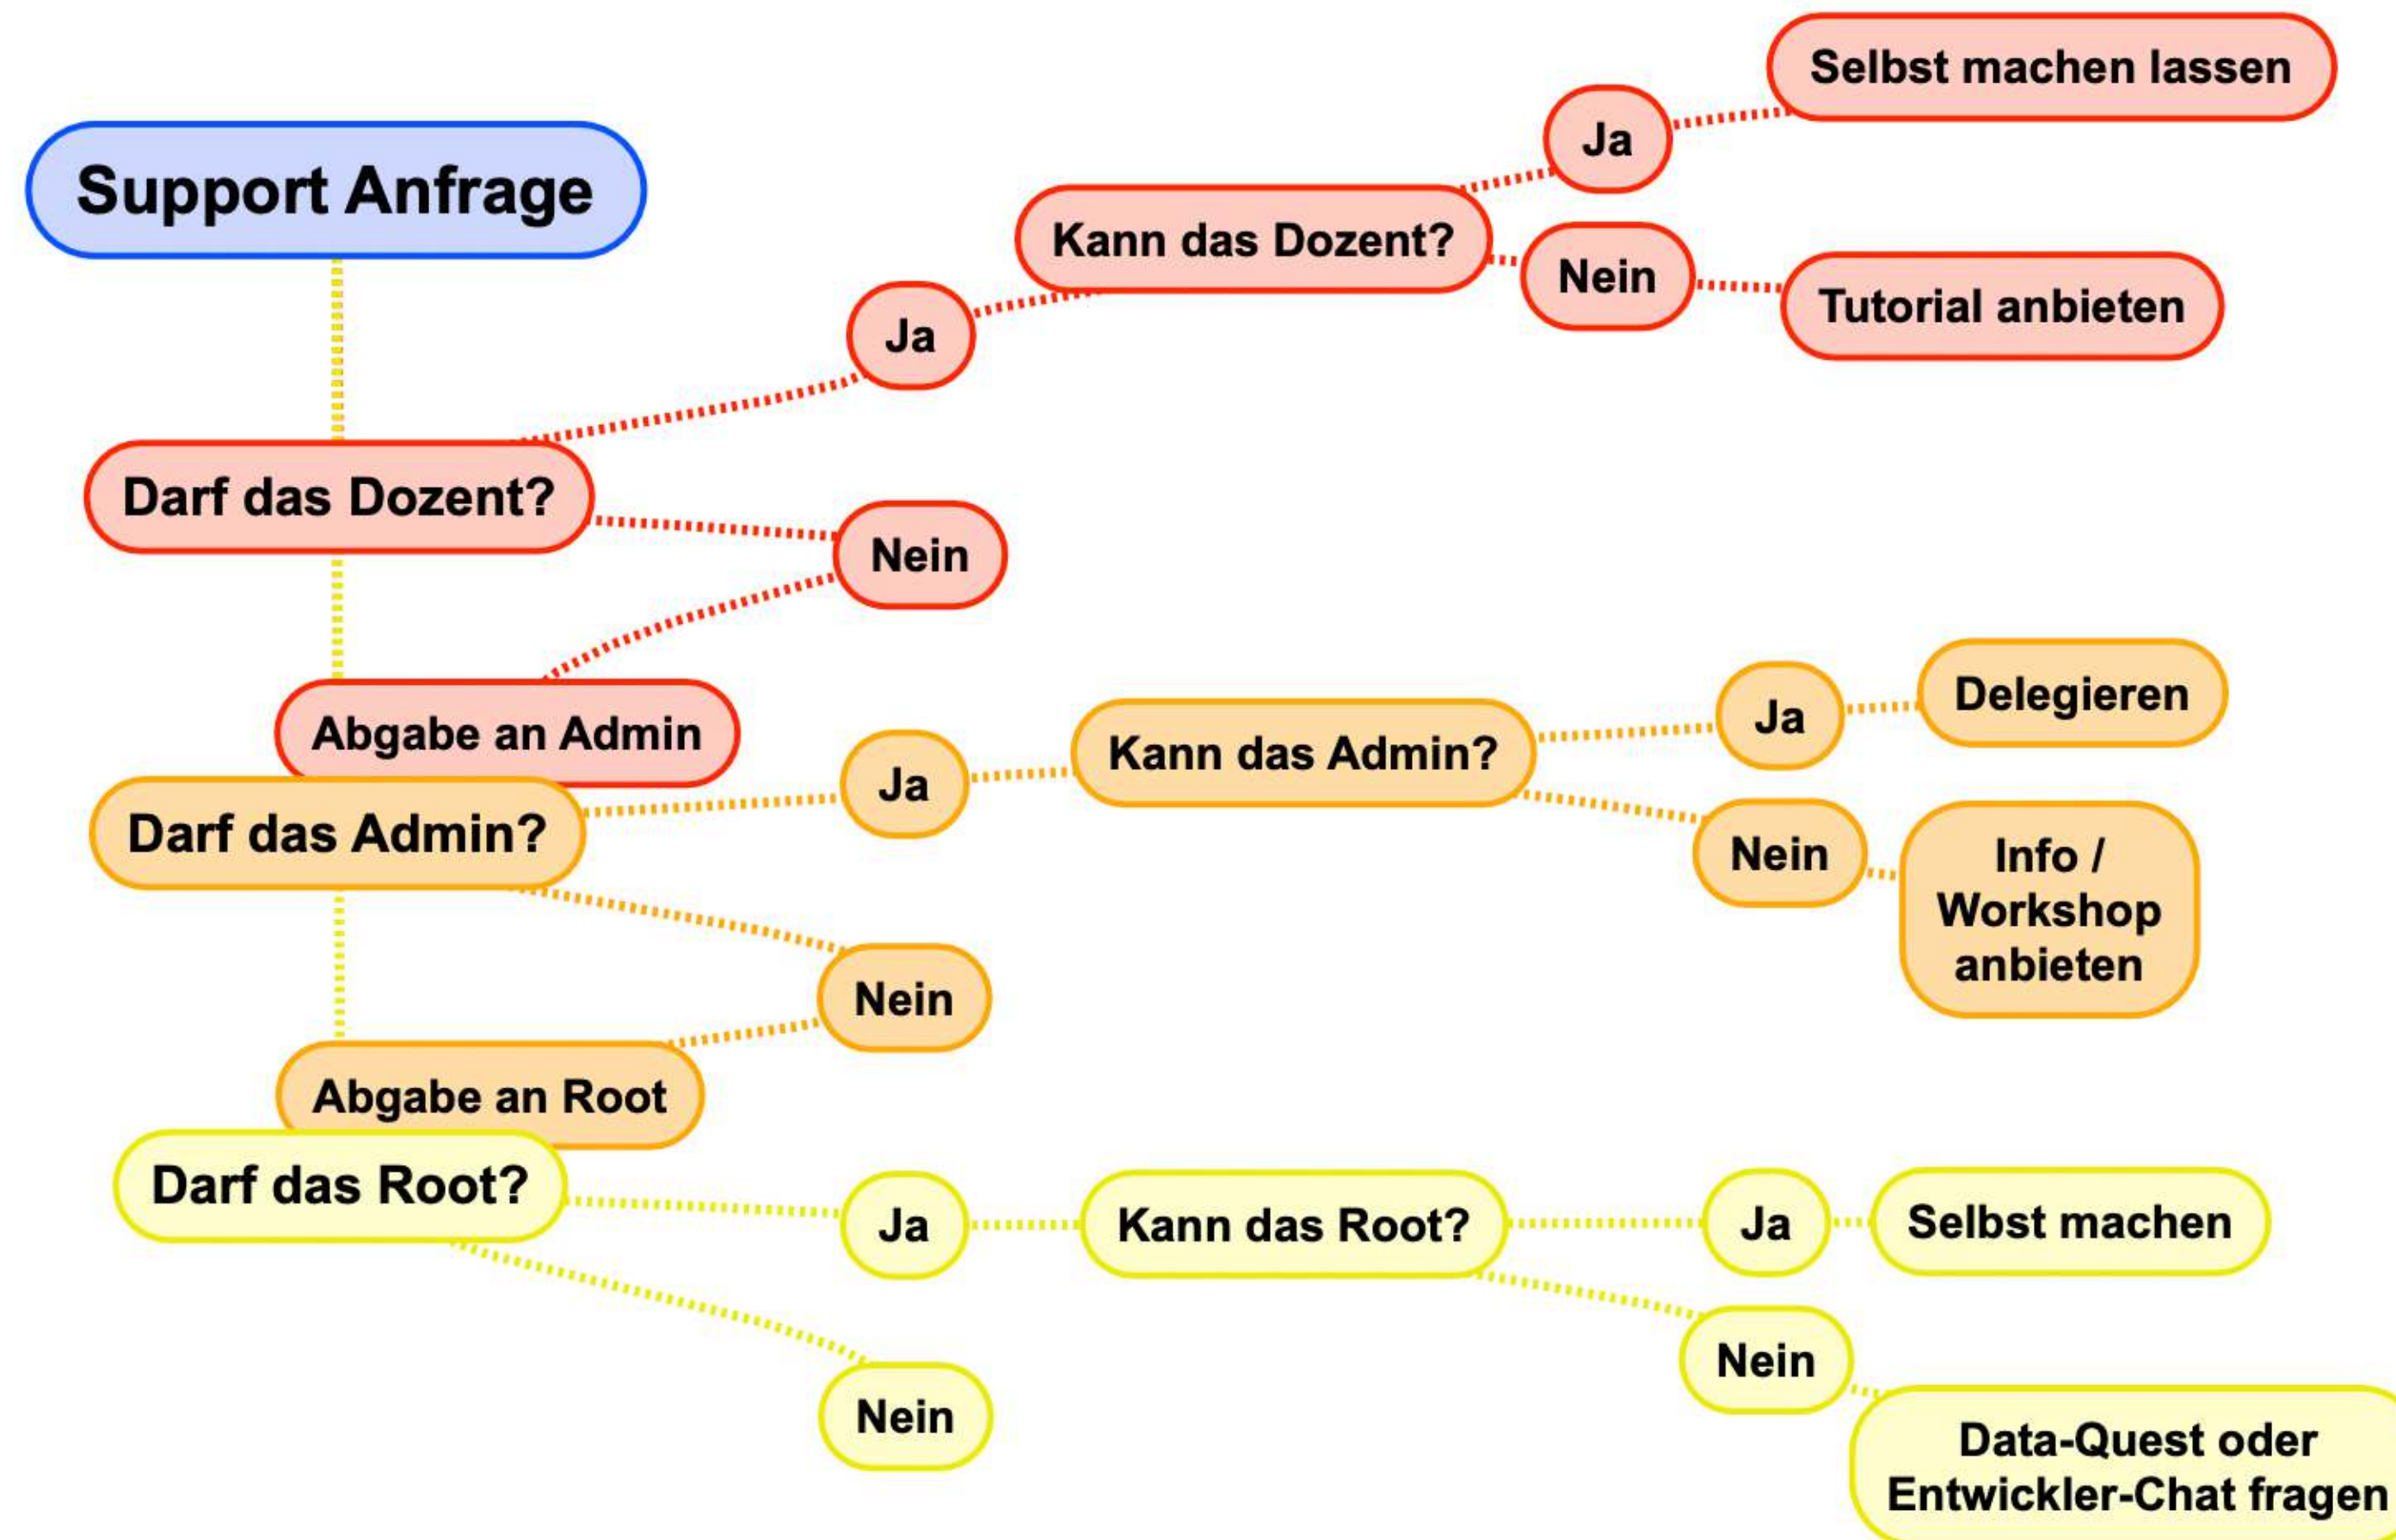 Support Anfrage
Darf das Dozent?
Ja
Kann das Dozent?
Ja
Selbst machen lassen
Nein
Tutorial anbieten
Nein
Abgabe an Admin
Darf das Admin?
Ja
Kann das Admin?
Ja
Delegieren
Nein
Info /
Workshop
anbieten
Nein
Abgabe an Root
Darf das Root?
Ja
Kann das Root?
Ja
Selbst machen
Nein
Data-Quest oder
Entwickler-Chat fragen
Nein